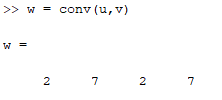 >> w = conv(u,v)
w =
2 7 2 7